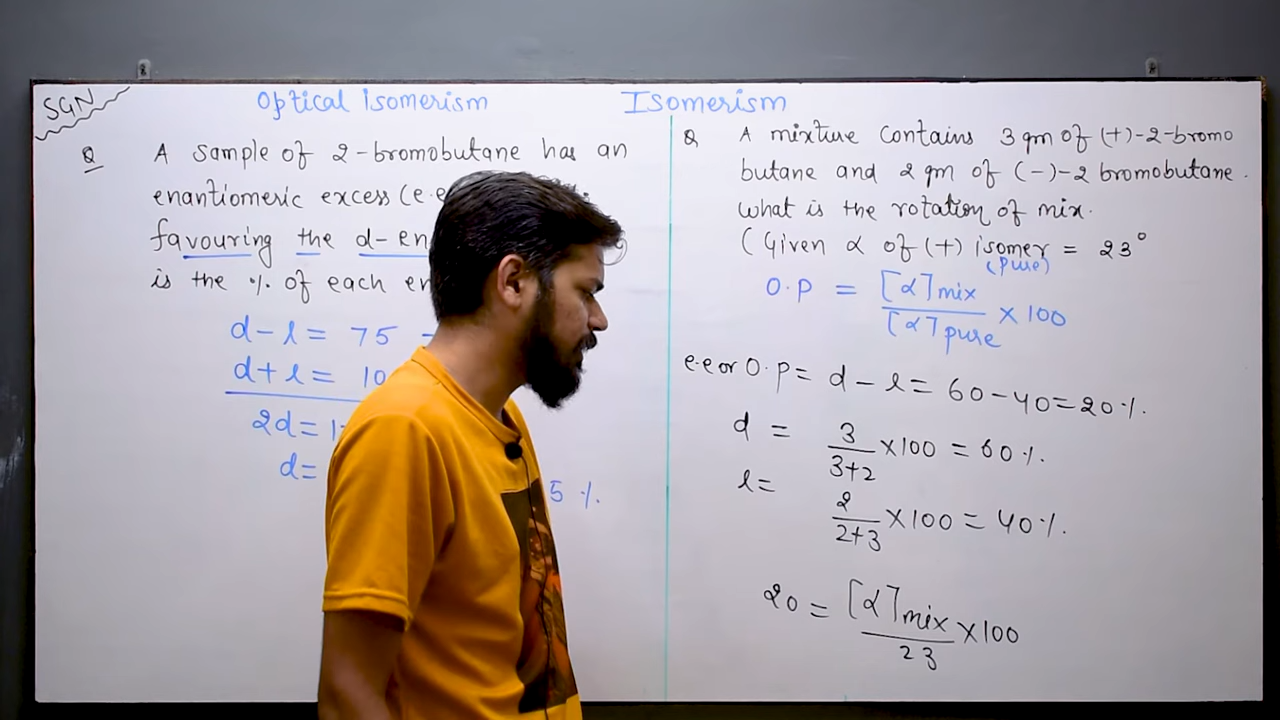 SGN
Optical Isomerism
Isomerism
Q A sample of 2-bromobutane has an
enantiomeric excess (e.e
favouring the d-en
is the % of each en
d-l = 75
d+l = 10
2d = 1
d=
5 %.
Q A mixture contains 3 gm of (+)-2-bromo
butane and 2 gm of (-)-2 bromobutane.
what is the rotation of mix.
(Given α of (+) isomer = 23°
(Pure)
O.P = [α]mix / [α]pure × 100
e.e or O.P = d - l = 60-40=20%.
d = 3/3+2 ×100 = 60%.
l= 2/2+3 ×100 = 40%.
20 = [α]mix / 23 ×100